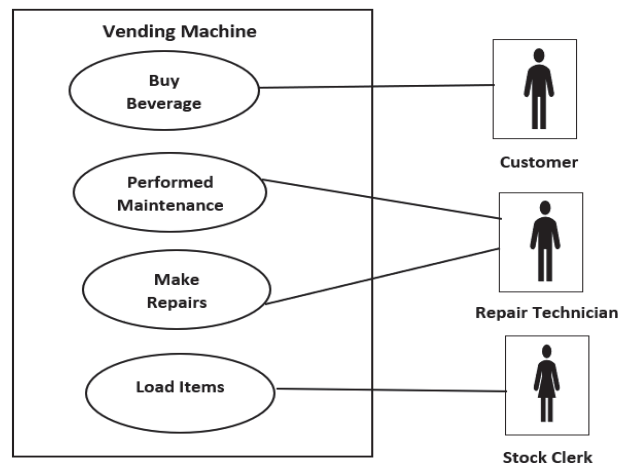 Vending Machine
Buy
Beverage
Customer
Performed
Maintenance
Make
Repairs
Repair Technician
Load Items
Stock Clerk